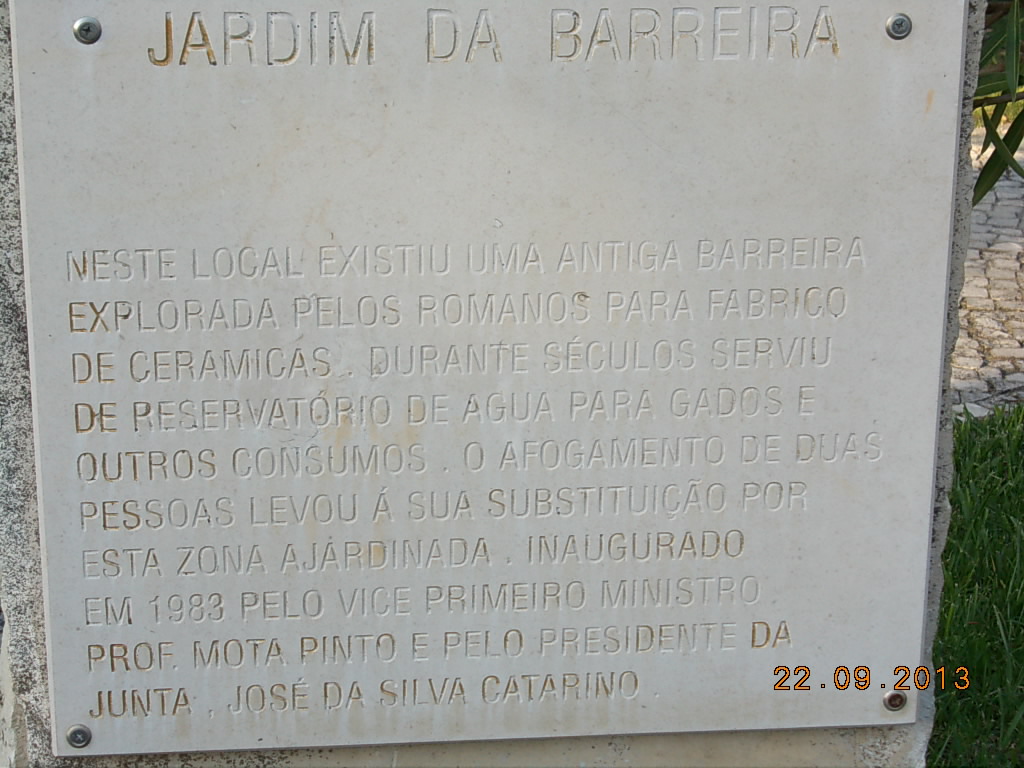 JARDIM DA BARREIRA
NESTE LOCAL EXISTIU UMA ANTIGA BARREIRA
EXPLORADA PELOS ROMANOS PARA FABRICO
DE CERAMICAS . DURANTE SÉCULOS SERVIU
DE RESERVATÓRIO DE AGUA PARA GADOS E
OUTROS CONSUMOS . O AFOGAMENTO DE DUAS
PESSOAS LEVOU Á SUA SUBSTITUIÇÃO POR
ESTA ZONA AJARDINADA . INAUGURADO
EM 1983 PELO VICE PRIMEIRO MINISTRO
PROF. MOTA PINTO E PELO PRESIDENTE DA
JUNTA , JOSÉ DA SILVA CATARINO .
22.09.2013